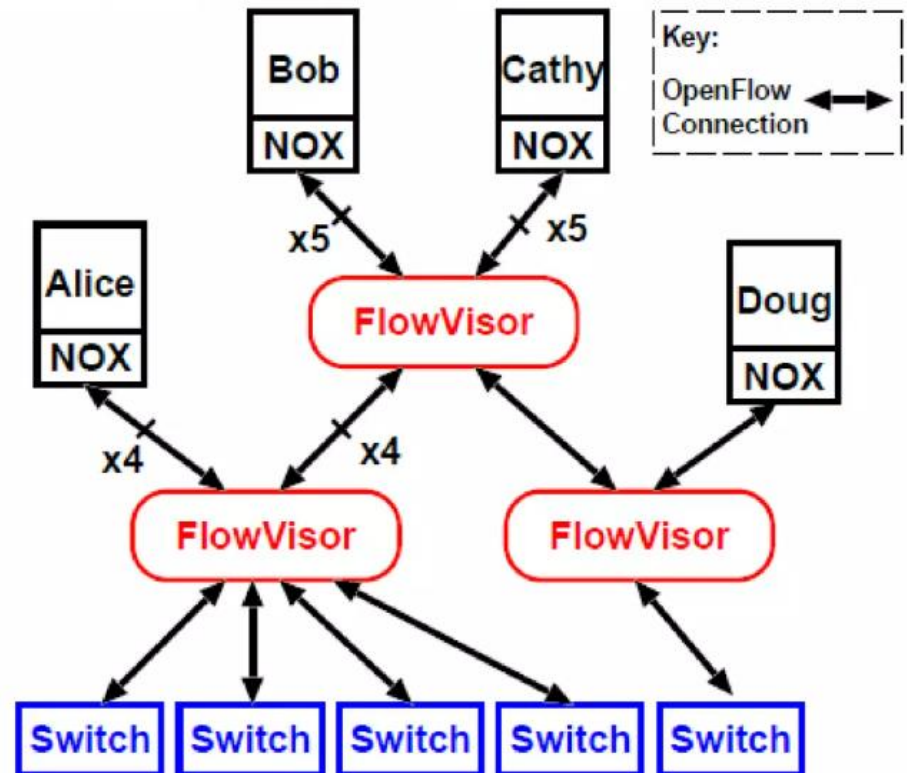 Bob
NOX
Cathy
NOX
Key:
OpenFlow
Connection
x5
x5
Alice
NOX
FlowVisor
Doug
NOX
x4
x4
FlowVisor
FlowVisor
Switch
Switch
Switch
Switch
Switch